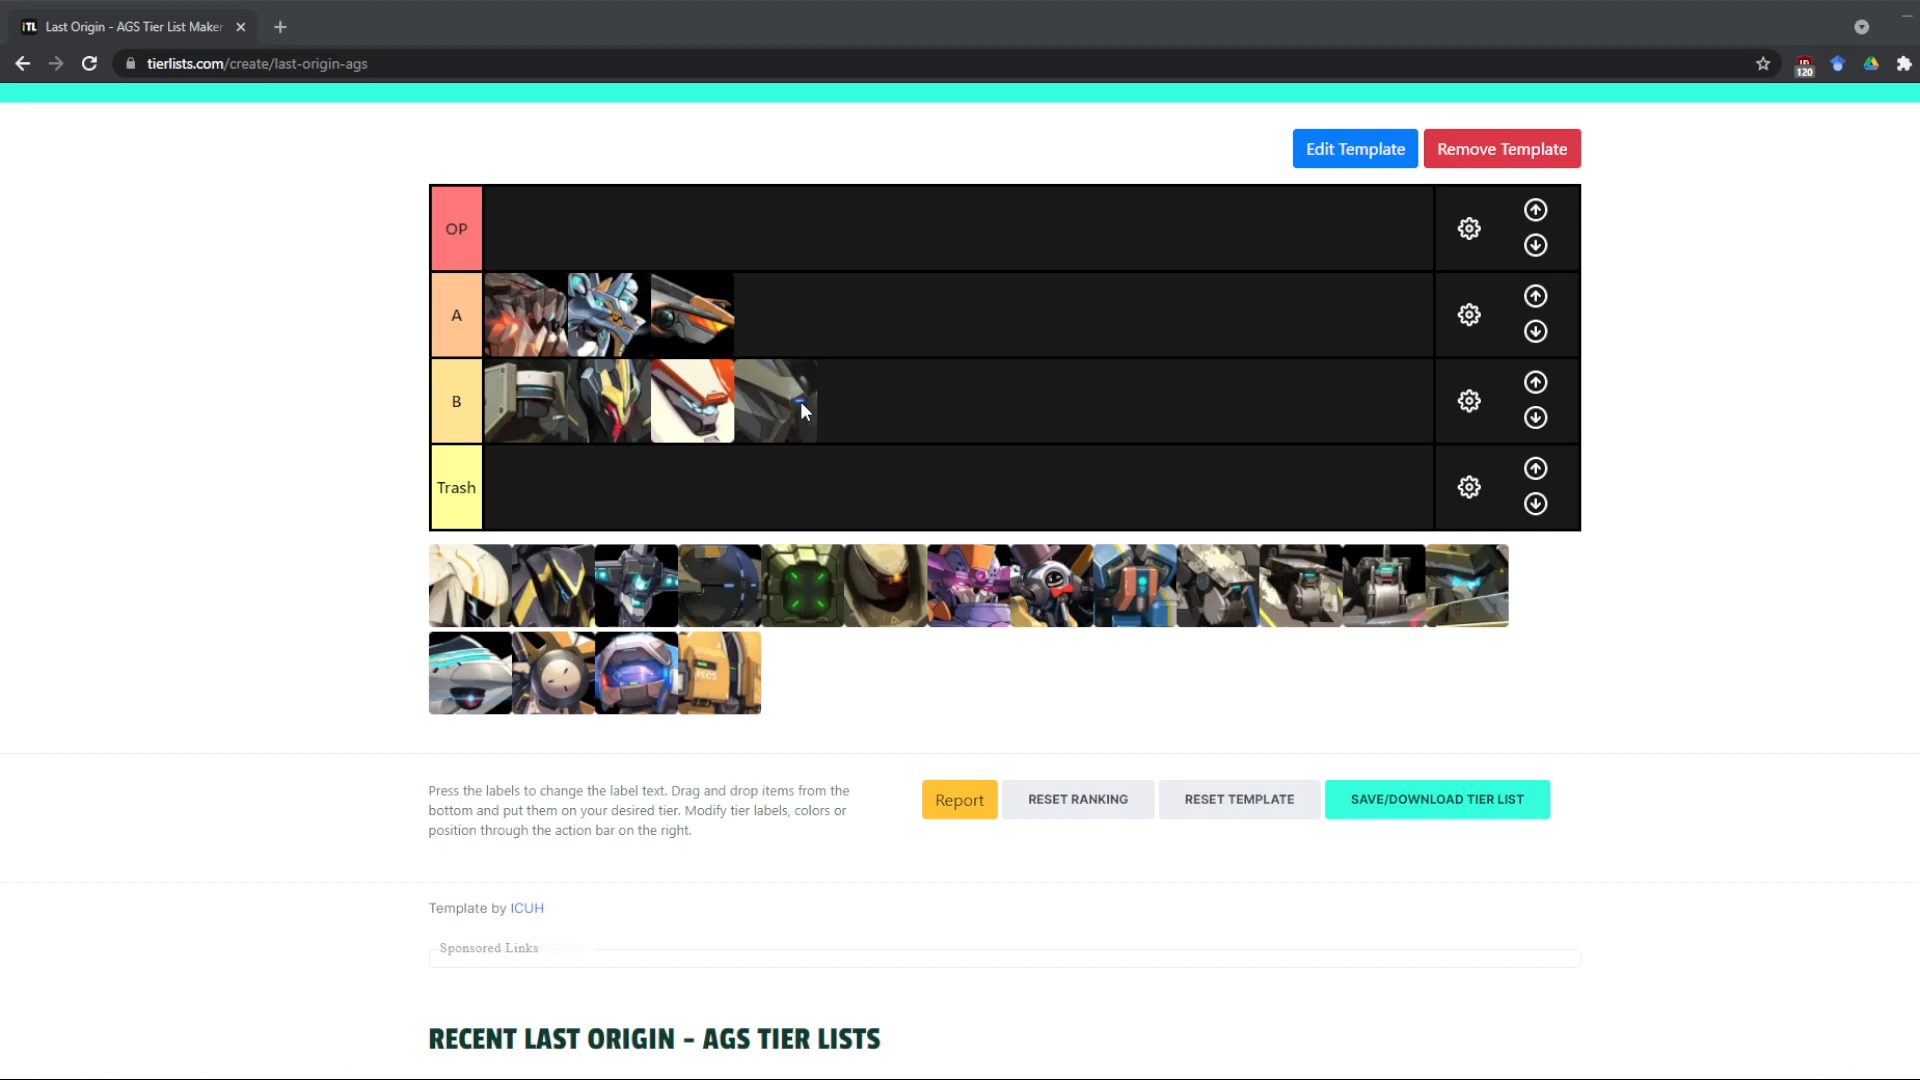 iTL Last Origin - AGS Tier List Maker
tierlists.com/create/last-origin-ags
120
Edit Template
Remove Template
OP
A
B
Trash
Press the labels to change the label text. Drag and drop items from the
bottom and put them on your desired tier. Modify tier labels, colors or
position through the action bar on the right.
Report
RESET RANKING
RESET TEMPLATE
SAVE/DOWNLOAD TIER LIST
Template by ICUH
Sponsored Links
RECENT LAST ORIGIN - AGS TIER LISTS